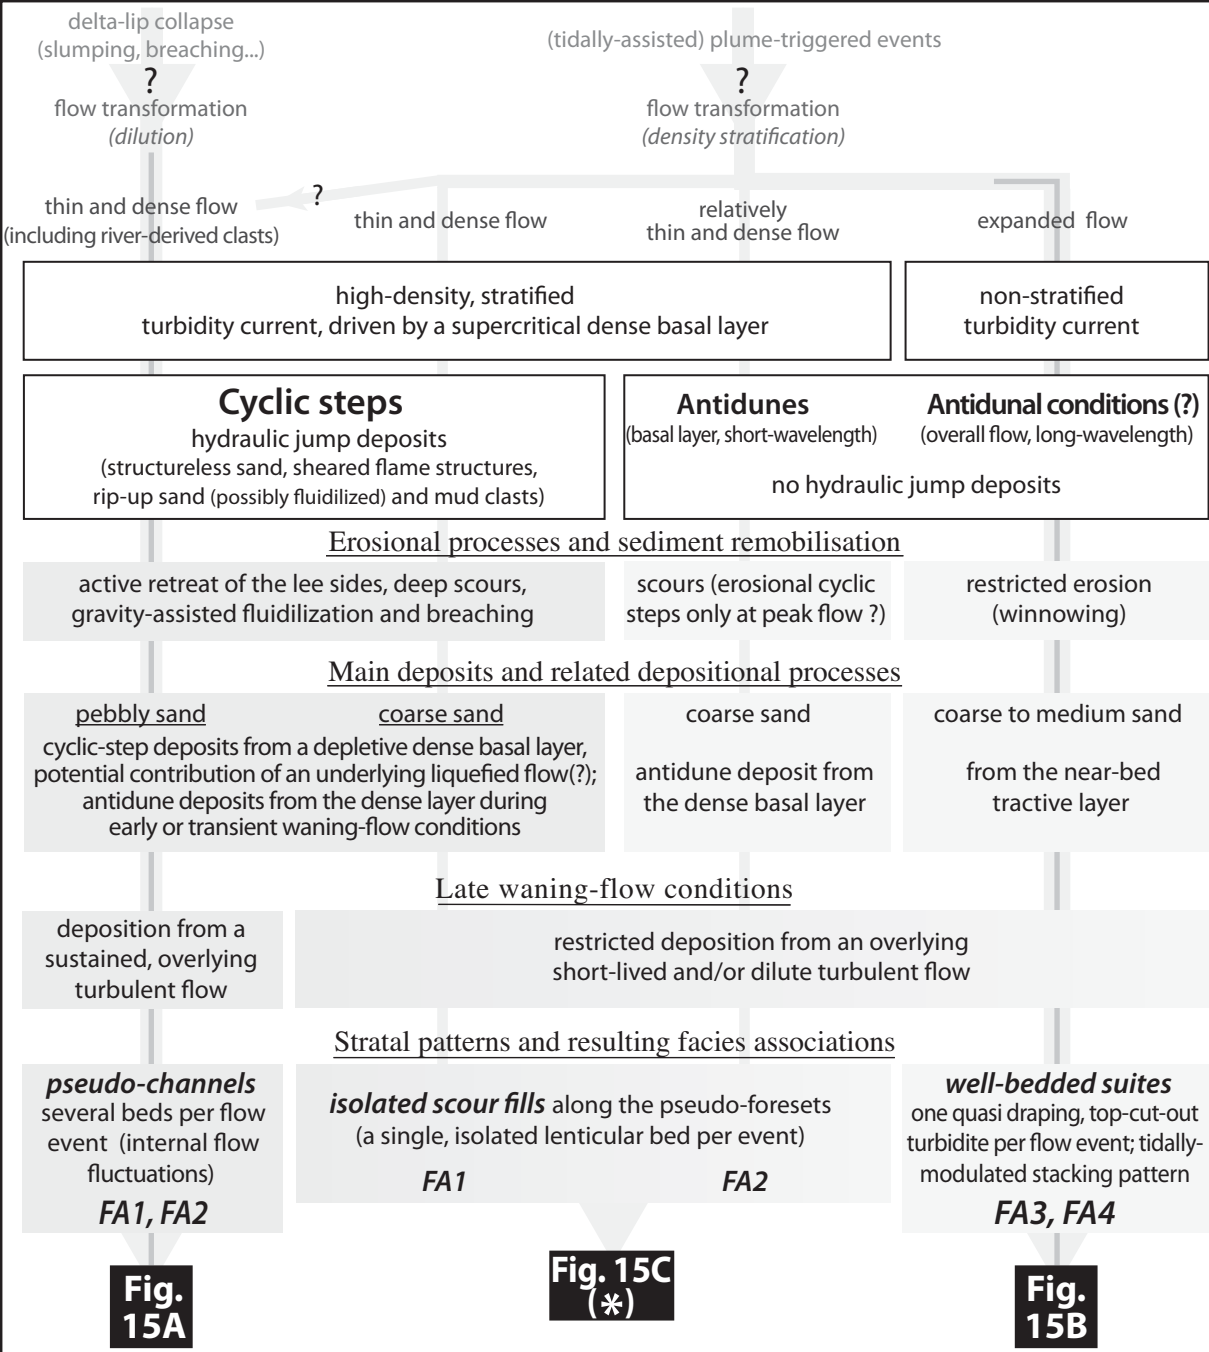 delta-lip collapse
(slumping, breaching...)
?
flow transformation
(dilution)
(tidally-assisted) plume-triggered events
?
flow transformation
(density stratification)
?
thin and dense flow
(including river-derived clasts)
thin and dense flow
relatively
thin and dense flow
expanded flow
high-density, stratified
turbidity current, driven by a supercritical dense basal layer
non-stratified
turbidity current
Cyclic steps
hydraulic jump deposits
(structureless sand, sheared flame structures,
rip-up sand (possibly fluidilized) and mud clasts)
Antidunes
(basal layer, short-wavelength)
Antidunal conditions (?)
(overall flow, long-wavelength)
no hydraulic jump deposits
Erosional processes and sediment remobilisation
active retreat of the lee sides, deep scours,
gravity-assisted fluidilization and breaching
scours (erosional cyclic
steps only at peak flow ?)
restricted erosion
(winnowing)
Main deposits and related depositional processes
pebbly sand
coarse sand
cyclic-step deposits from a depletive dense basal layer,
potential contribution of an underlying liquefied flow(?);
antidune deposits from the dense layer during
early or transient waning-flow conditions
coarse sand
antidune deposit from
the dense basal layer
coarse to medium sand
from the near-bed
tractive layer
Late waning-flow conditions
deposition from a
sustained, overlying
turbulent flow
restricted deposition from an overlying
short-lived and/or dilute turbulent flow
Stratal patterns and resulting facies associations
pseudo-channels
several beds per flow
event (internal flow
fluctuations)
FA1, FA2
isolated scour fills along the pseudo-foresets
(a single, isolated lenticular bed per event)
FA1
FA2
well-bedded suites
one quasi draping, top-cut-out
turbidite per flow event; tidally-
modulated stacking pattern
FA3, FA4
Fig.
15A
Fig. 15C
(*)
Fig.
15B